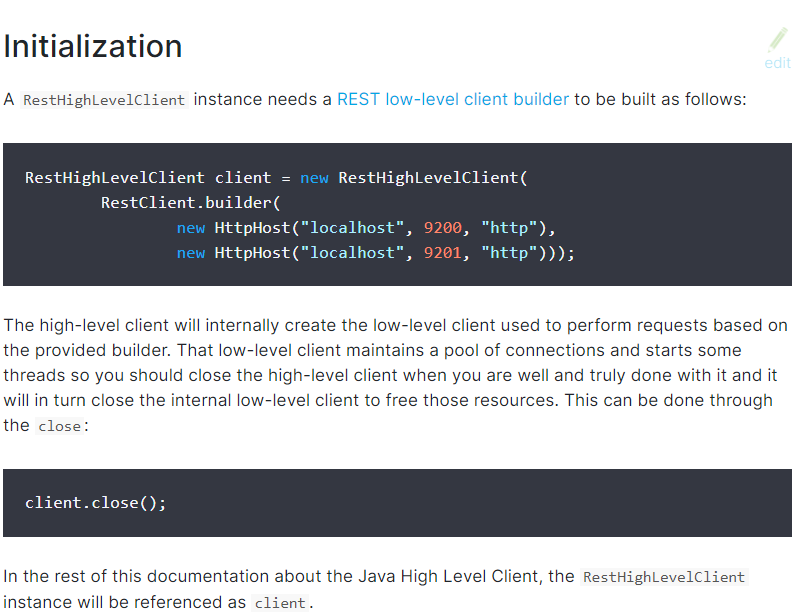 Initialization
edit
A RestHighLevelClient instance needs a REST low-level client builder to be built as follows:
RestHighLevelClient client = new RestHighLevelClient(
        RestClient.builder(
                new HttpHost("localhost", 9200, "http"),
                new HttpHost("localhost", 9201, "http")));
The high-level client will internally create the low-level client used to perform requests based on
the provided builder. That low-level client maintains a pool of connections and starts some
threads so you should close the high-level client when you are well and truly done with it and it
will in turn close the internal low-level client to free those resources. This can be done through
the close:
client.close();
In the rest of this documentation about the Java High Level Client, the RestHighLevelClient
instance will be referenced as client.